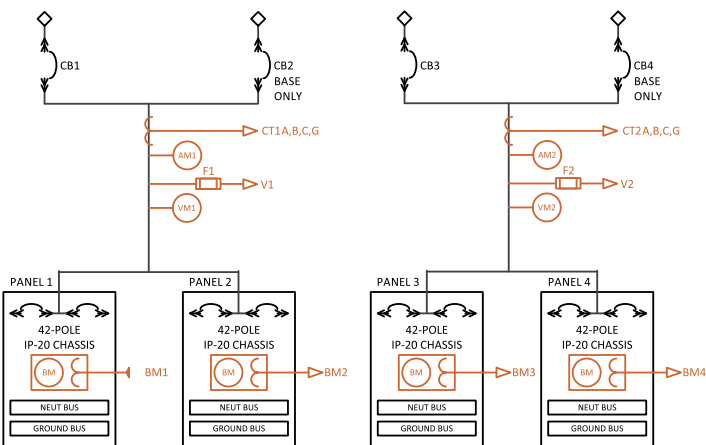 CB1
CB2
BASE
ONLY
CB3
CB4
BASE
ONLY
CT1A,B,C,G
CT2A,B,C,G
AM1
AM2
F1
F2
V1
V2
VM1
VM2
PANEL 1
PANEL 2
PANEL 3
PANEL 4
42-POLE
IP-20 CHASSIS
42-POLE
IP-20 CHASSIS
42-POLE
IP-20 CHASSIS
42-POLE
IP-20 CHASSIS
BM
BM1
BM
BM2
BM
BM3
BM
BM4
NEUT BUS
NEUT BUS
NEUT BUS
NEUT BUS
GROUND BUS
GROUND BUS
GROUND BUS
GROUND BUS